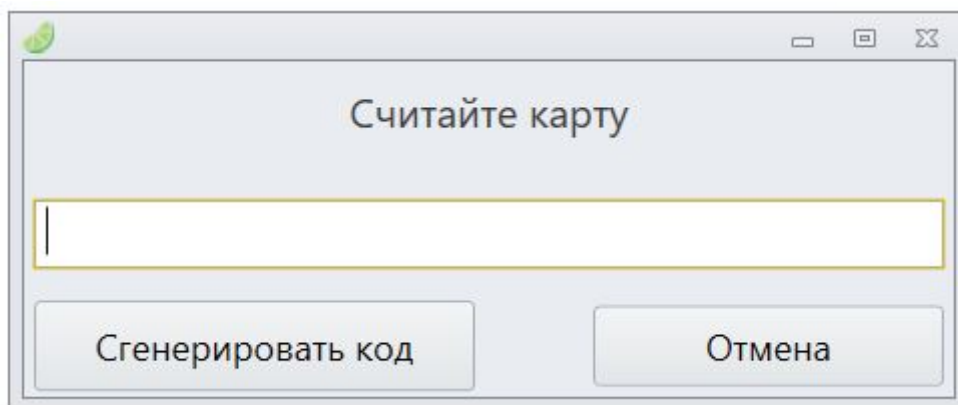 Считайте карту
Сгенерировать код
Отмена